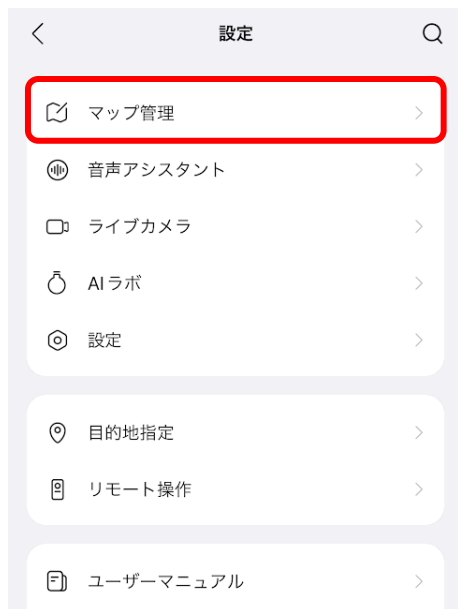 設定
マップ管理
音声アシスタント
ライブカメラ
AIラボ
設定
目的地指定
リモート操作
ユーザーマニュアル